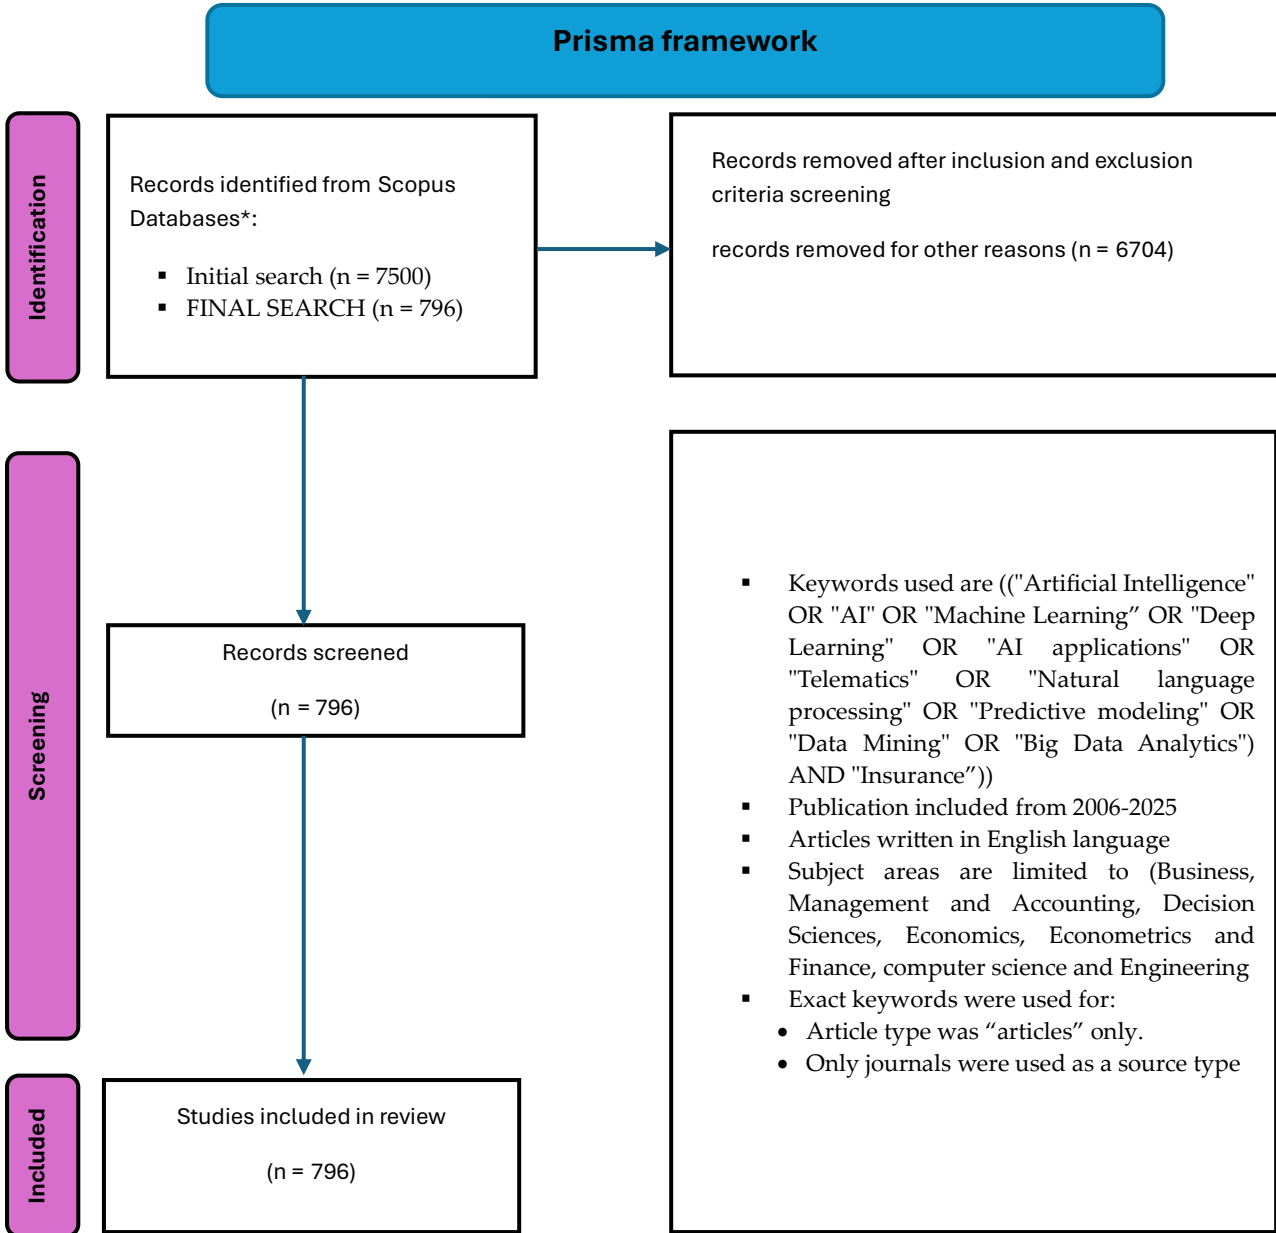 Prisma framework
Identification
Records identified from Scopus
Databases*:
▪ Initial search (n = 7500)
▪ FINAL SEARCH (n = 796)
Records removed after inclusion and exclusion
criteria screening
records removed for other reasons (n = 6704)
Screening
Records screened
(n = 796)
▪ Keywords used are (("Artificial Intelligence"
OR "AI" OR "Machine Learning” OR "Deep
Learning" OR "AI applications" OR
"Telematics" OR "Natural language
processing" OR "Predictive modeling" OR
"Data Mining" OR "Big Data Analytics")
AND "Insurance”))
▪ Publication included from 2006-2025
▪ Articles written in English language
▪ Subject areas are limited to (Business,
Management and Accounting, Decision
Sciences, Economics, Econometrics and
Finance, computer science and Engineering
▪ Exact keywords were used for:
• Article type was “articles” only.
• Only journals were used as a source type
Included
Studies included in review
(n = 796)